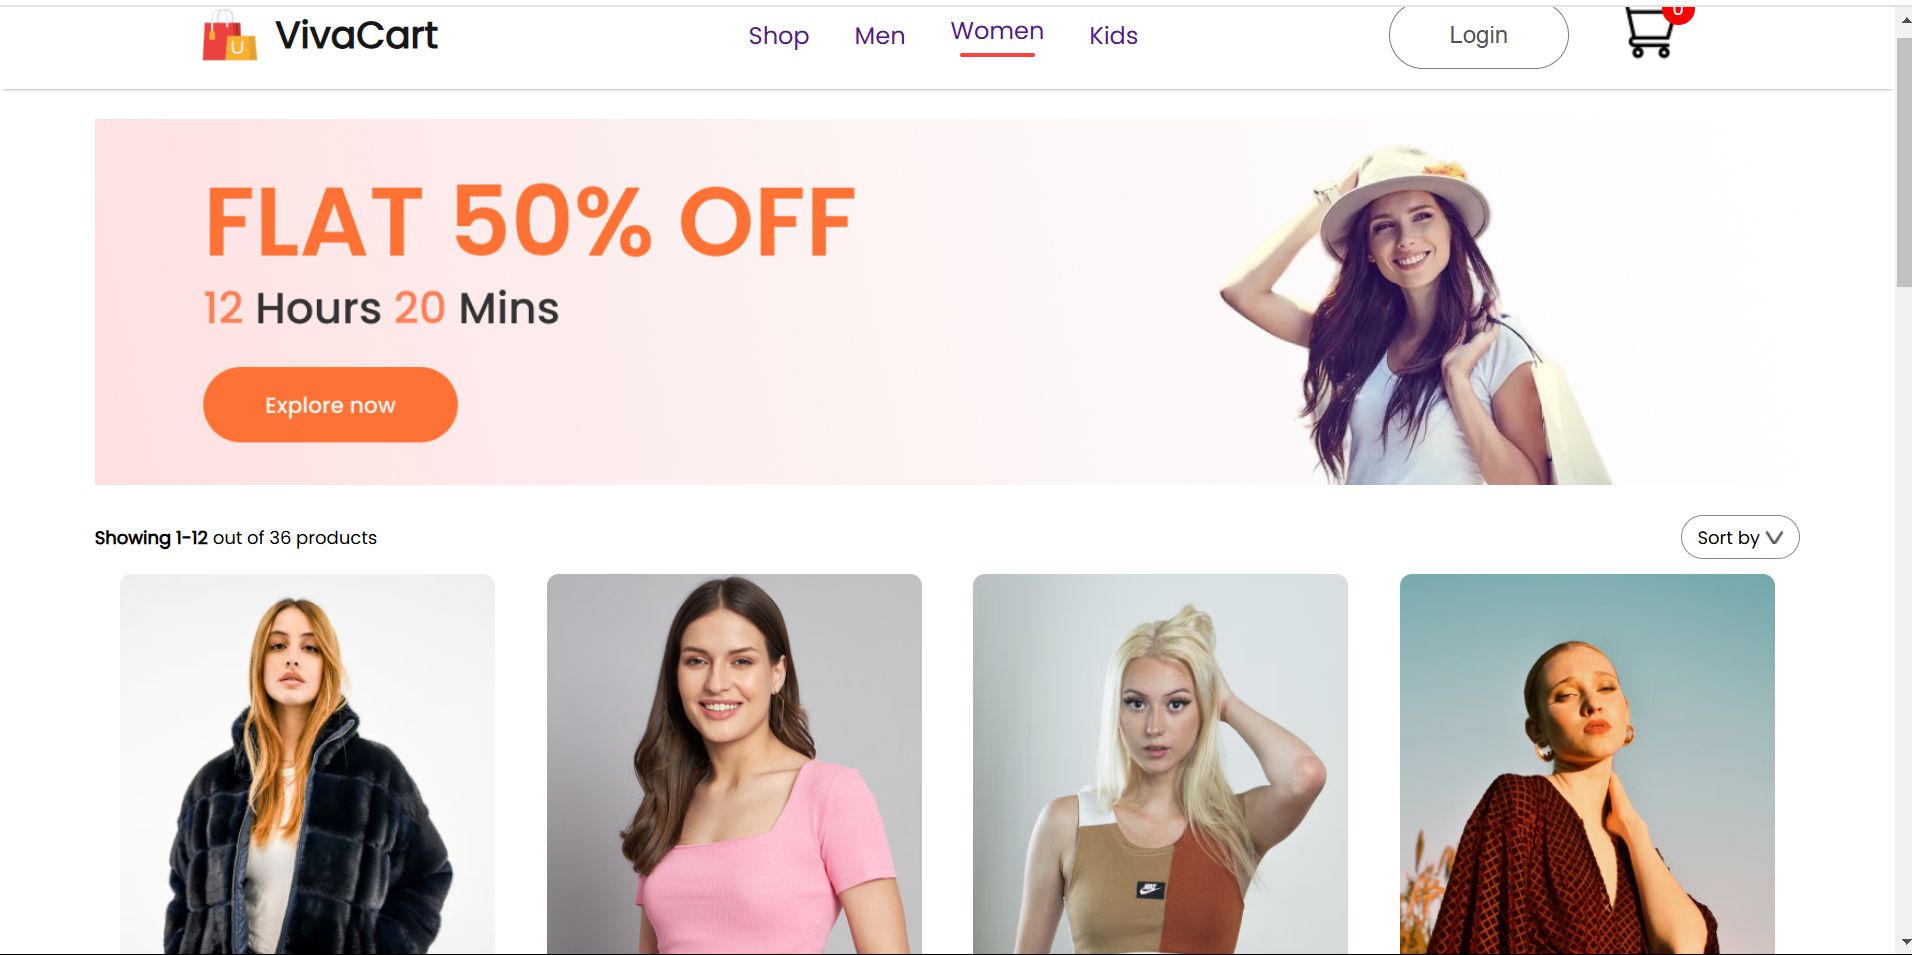 VivaCart
Shop Men Women Kids
Login
0
U
FLAT 50% OFF
12 Hours 20 Mins
Explore now
Showing 1-12 out of 36 products
Sort by
NIKE